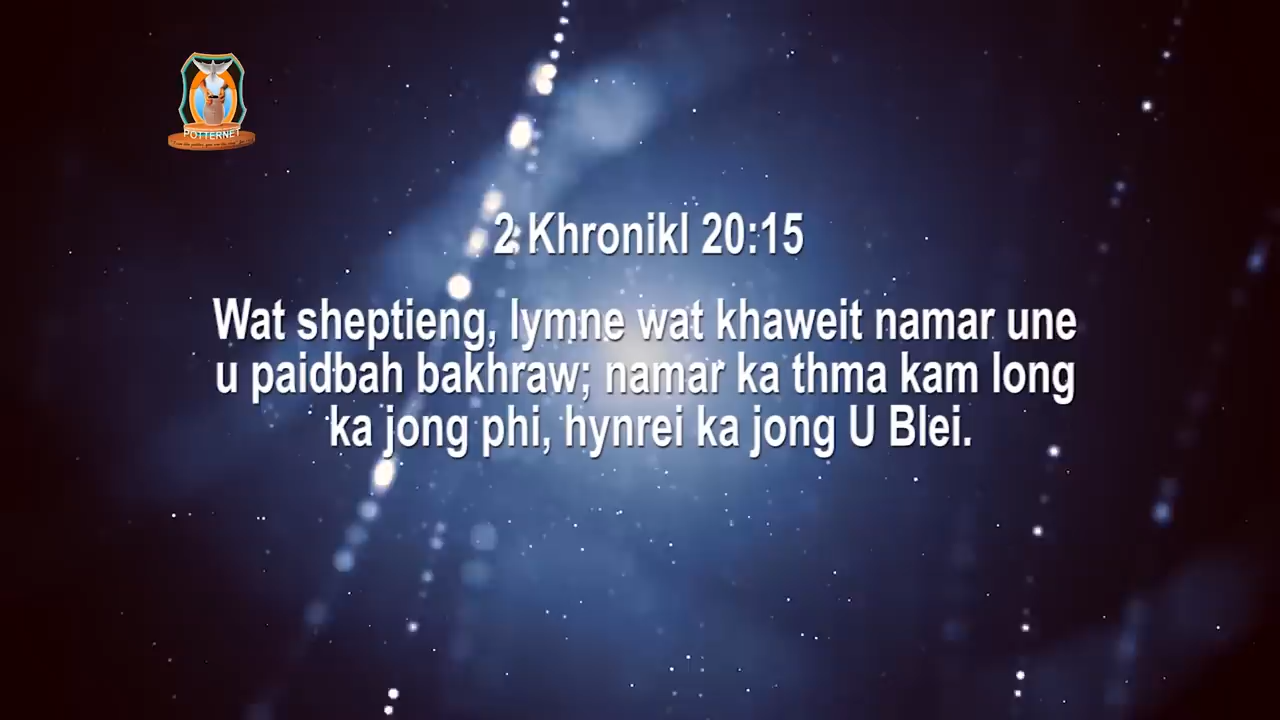 POTTERNET
2 Khronikl 20:15
Wat sheptieng, lymne wat khaweit namar une
u paidbah bakhraw; namar ka thma kam long
ka jong phi, hynrei ka jong U Blei.